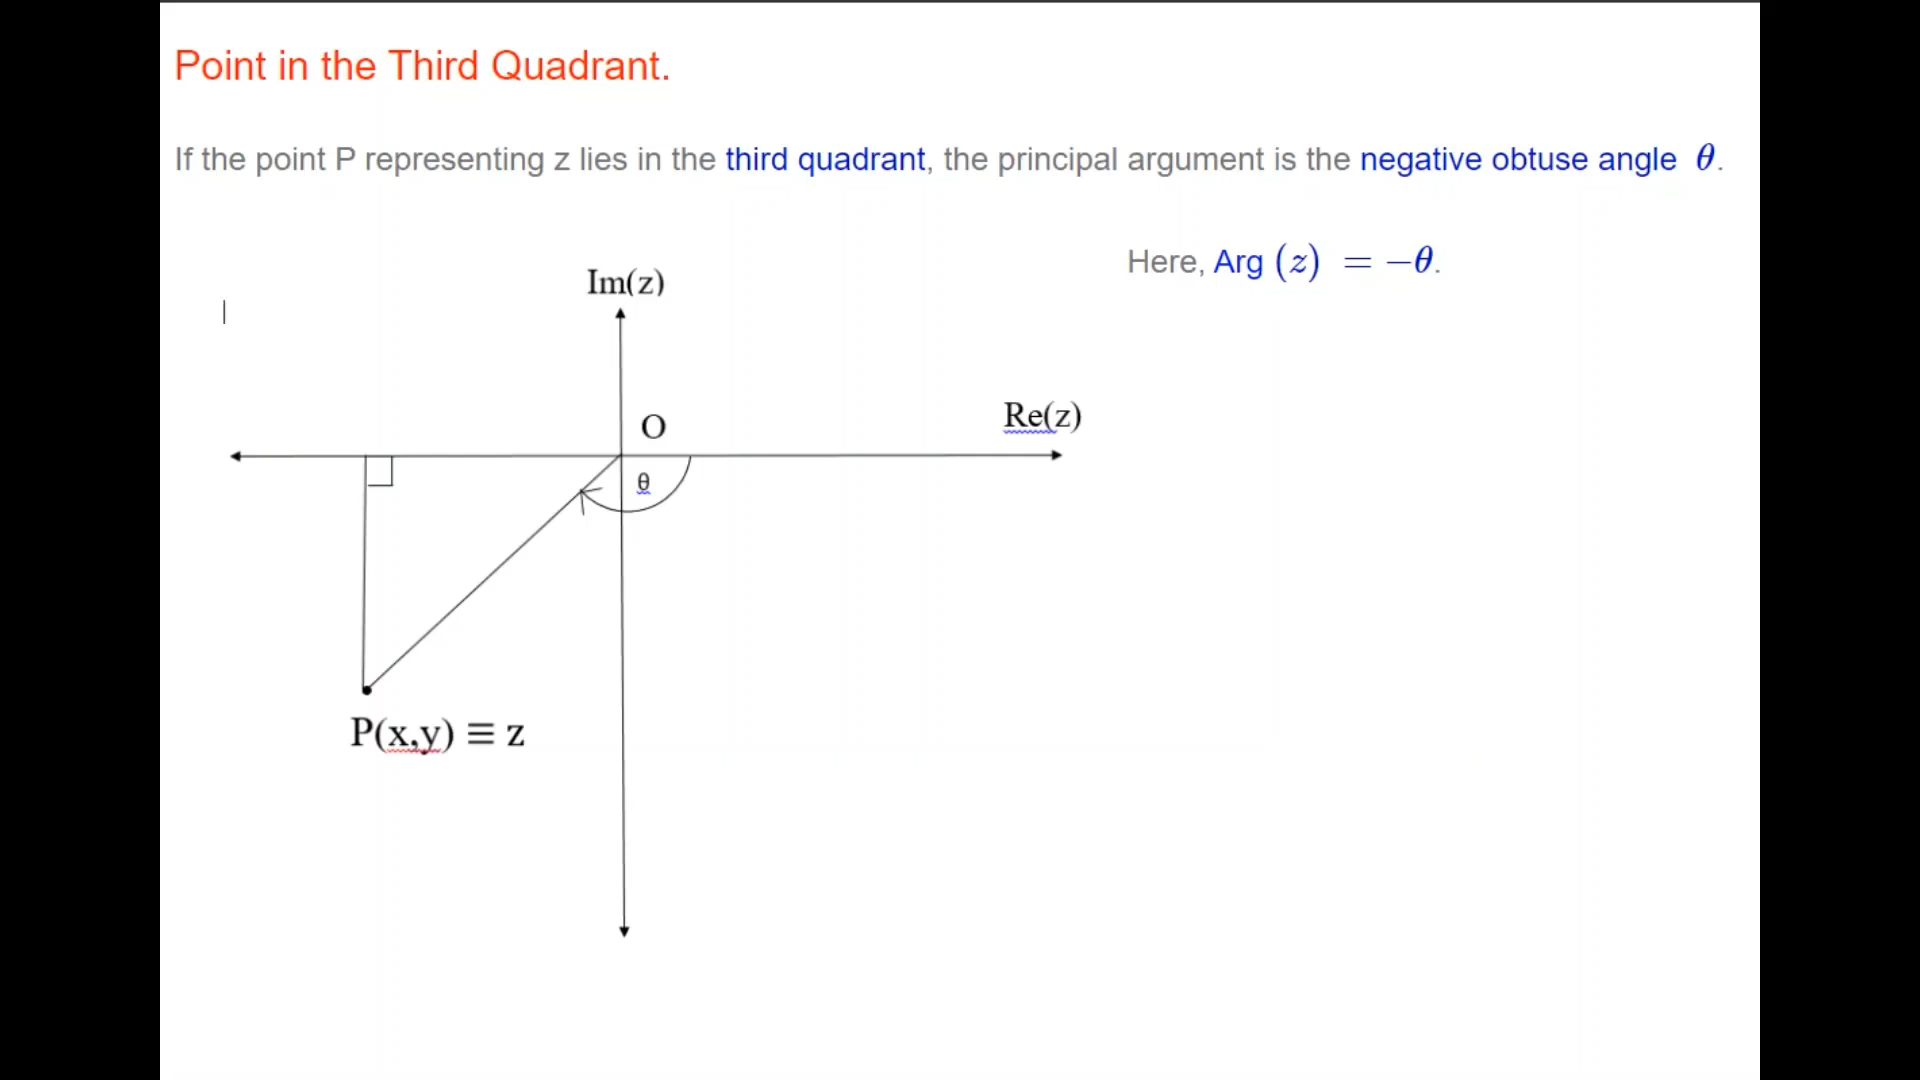 Point in the Third Quadrant.
If the point P representing z lies in the third quadrant, the principal argument is the negative obtuse angle θ.
Here, Arg (z) = −θ.
Im(z)
Re(z)
O
θ
P(x,y) ≡ z